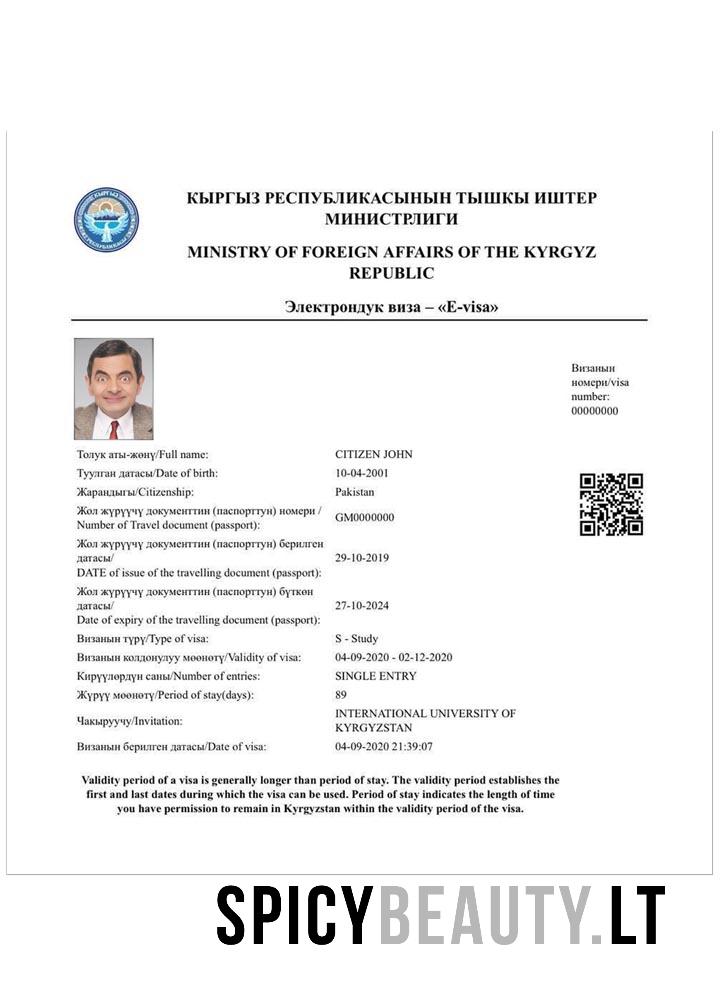 КЫРГЫЗ РЕСПУБЛИКАСЫНЫН ТЫШКЫ ИШТЕР
МИНИСТРЛИГИ
MINISTRY OF FOREIGN AFFAIRS OF THE KYRGYZ
REPUBLIC
Электрондук виза – «E-visa»
Визанын
номери/visa
number:
00000000
Толук аты-жөнү/Full name: CITIZEN JOHN
Туулган датасы/Date of birth: 10-04-2001
Жарандыгы/Citizenship: Pakistan
Жол жүрүүчү документтин (паспорттун) номери /
Number of Travel document (passport): GM0000000
Жол жүрүүчү документтин (паспорттун) берилген
датасы/
DATE of issue of the travelling document (passport): 29-10-2019
Жол жүрүүчү документтин (паспорттун) бүткөн
датасы/
Date of expiry of the travelling document (passport): 27-10-2024
Визанын түрү/Type of visa: S - Study
Визанын колдонулуу мөөнөтү/Validity of visa: 04-09-2020 - 02-12-2020
Кирүүлөрдүн саны/Number of entries: SINGLE ENTRY
Жүрүү мөөнөтү/Period of stay(days): 89
Чакыруучу/Invitation: INTERNATIONAL UNIVERSITY OF
KYRGYZSTAN
Визанын берилген датасы/Date of visa: 04-09-2020 21:39:07
Validity period of a visa is generally longer than period of stay. The validity period establishes the
first and last dates during which the visa can be used. Period of stay indicates the length of time
you have permission to remain in Kyrgyzstan within the validity period of the visa.
SPICYBEAUTY.LT